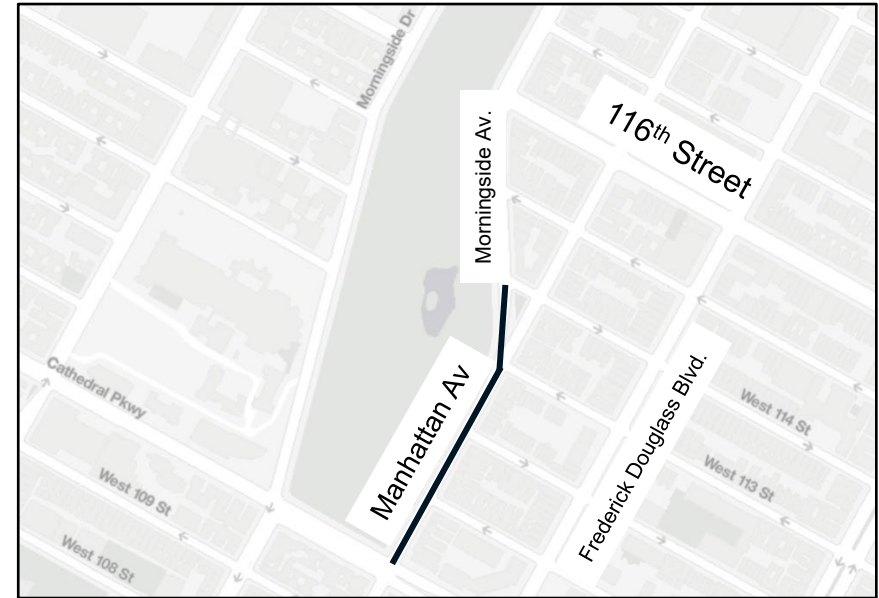 Morningside Dr
Morningside Av.
116th Street
Manhattan Av
Frederick Douglass Blvd.
Cathedral Pkwy
West 114 St
West 113 St
West 109 St
West 108 St